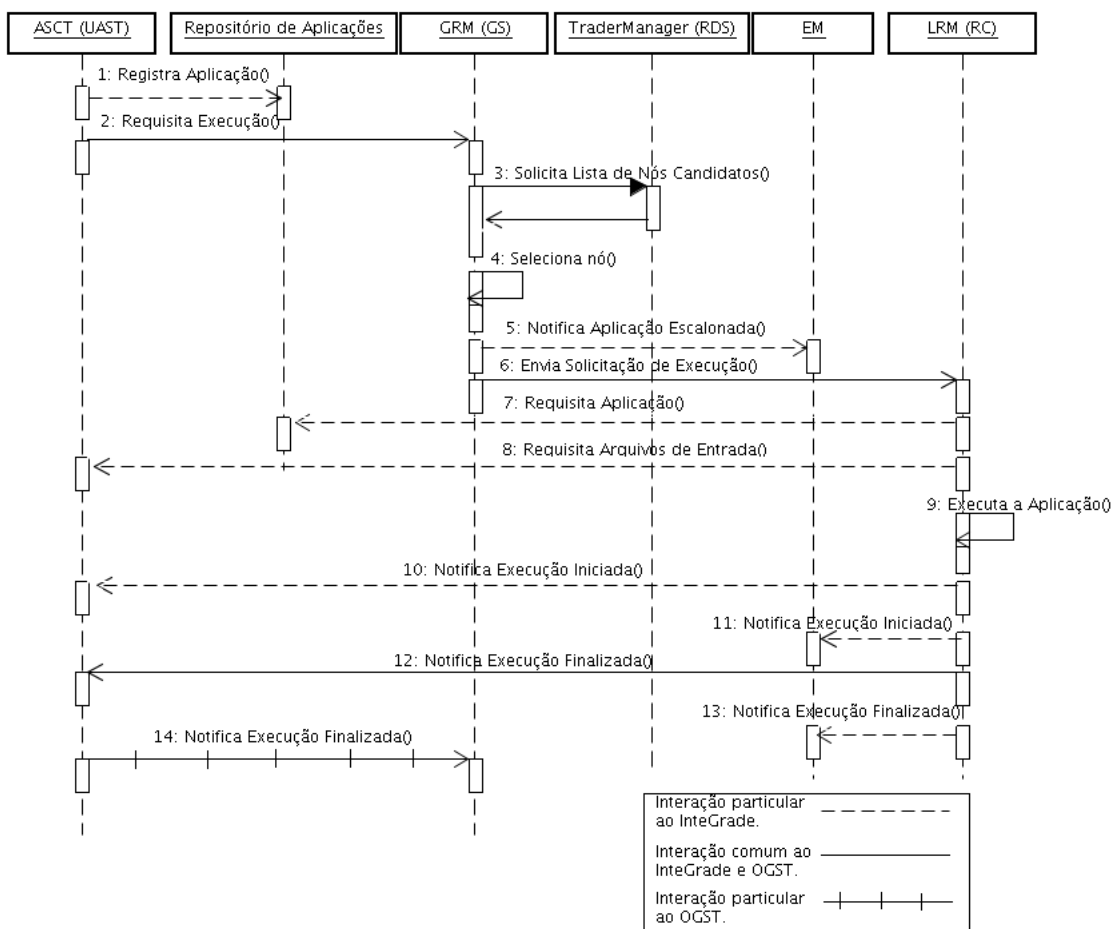 ASCT (UAST)
Repositório de Aplicações
GRM (GS)
TraderManager (RDS)
EM
LRM (RC)
1: Registra Aplicação()
2: Requisita Execução()
3: Solicita Lista de Nós Candidatos()
4: Seleciona nó()
5: Notifica Aplicação Escalonada()
6: Envia Solicitação de Execução()
7: Requisita Aplicação()
8: Requisita Arquivos de Entrada()
9: Executa a Aplicação()
10: Notifica Execução Iniciada()
11: Notifica Execução Iniciada()
12: Notifica Execução Finalizada()
13: Notifica Execução Finalizada()
14: Notifica Execução Finalizada()
Interação particular
ao InteGrade.
Interação comum ao
InteGrade e OGST.
Interação particular
ao OGST.